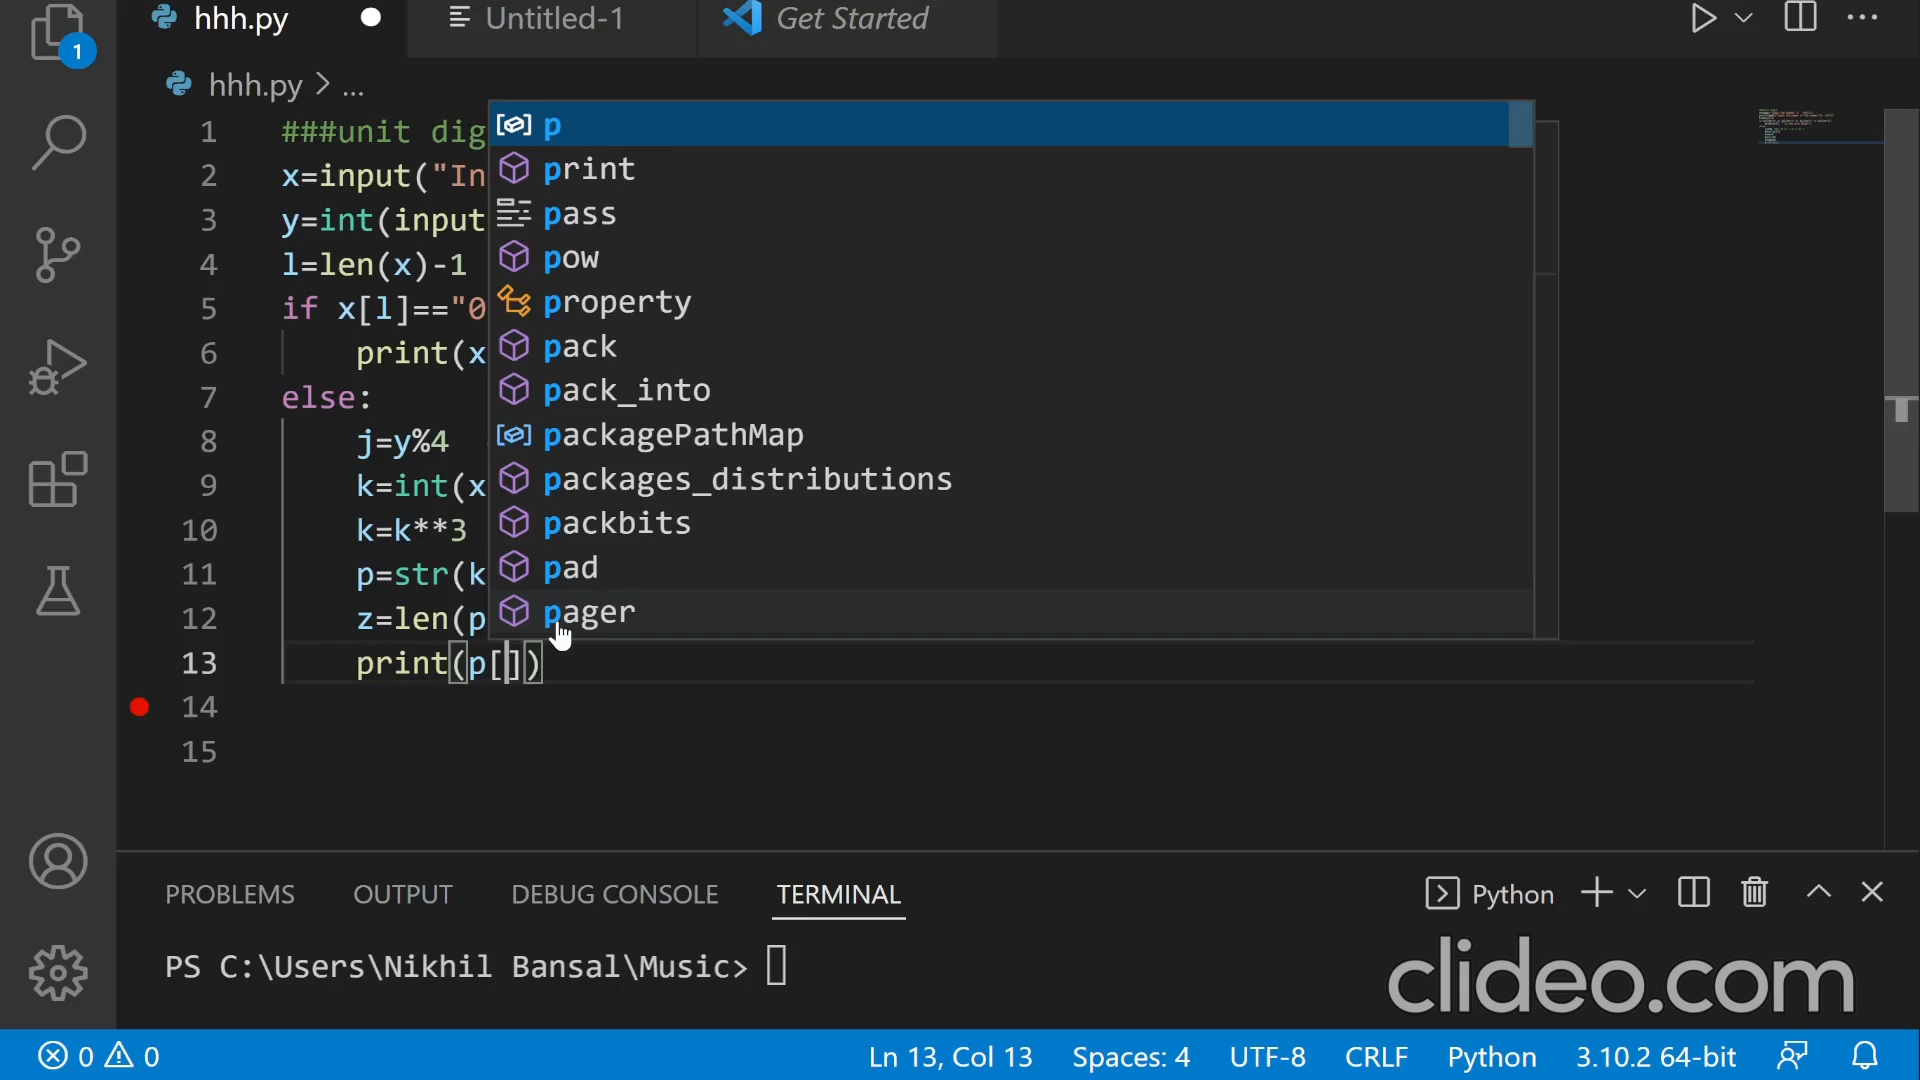 1
hhh.py
Untitled-1
Get Started
hhh.py > ...
1 ###unit dig
2 x=input("In
3 y=int(input
4 l=len(x)-1
5 if x[l]=="0
6 print(x
7 else:
8 j=y%4
9 k=int(x
10 k=k**3
11 p=str(k
12 z=len(p
13 print(p[])
14
15
p
print
pass
pow
property
pack
pack_into
packagePathMap
packages_distributions
packbits
pad
pager
PROBLEMS OUTPUT DEBUG CONSOLE TERMINAL Python
PS C:\Users\Nikhil Bansal\Music>
clideo.com
0 0 Ln 13, Col 13 Spaces: 4 UTF-8 CRLF Python 3.10.2 64-bit